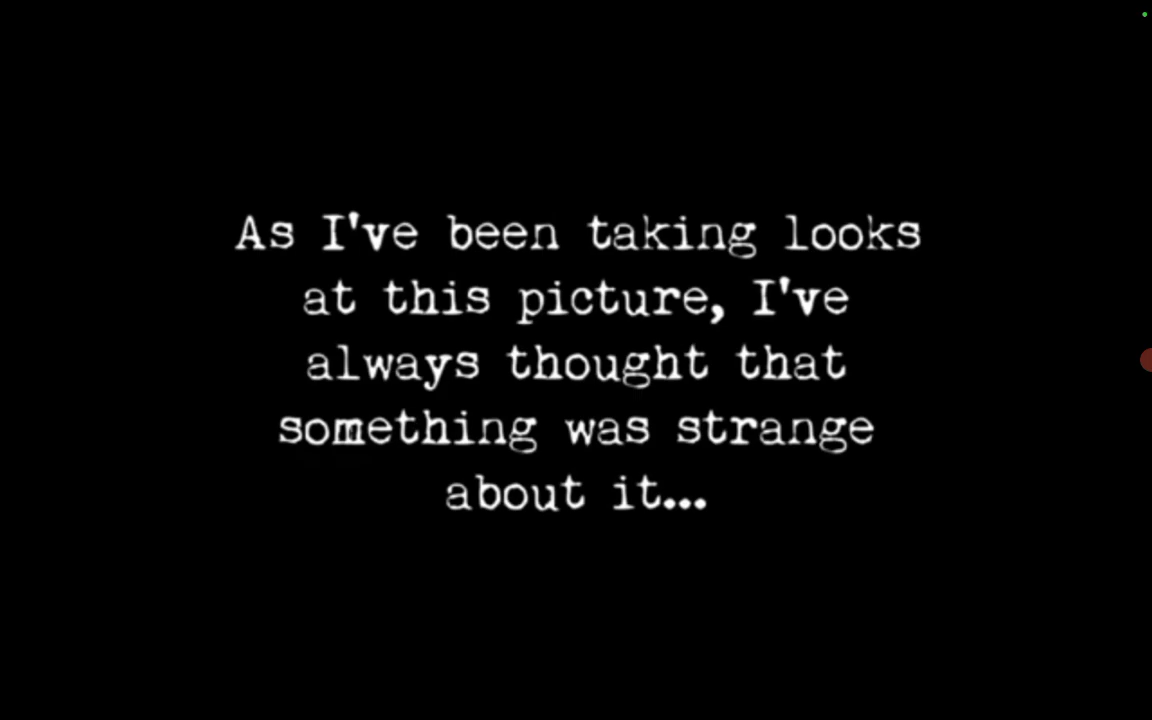 As I've been taking looks
at this picture, I've
always thought that
something was strange
about it...